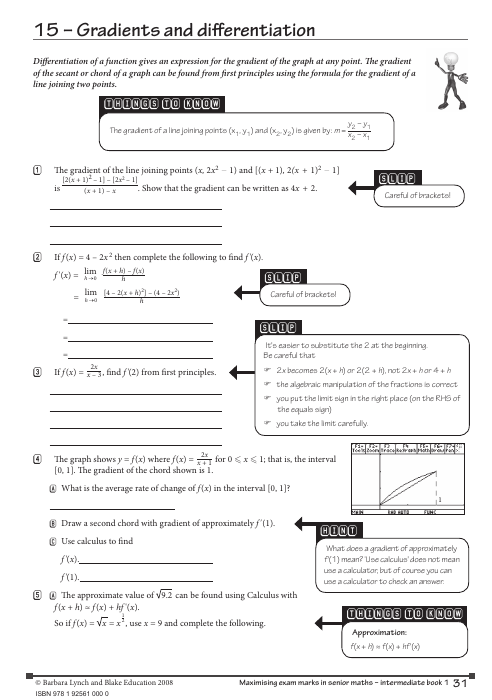 15 – Gradients and differentiation
Differentiation of a function gives an expression for the gradient of the graph at any point. The gradient
of the secant or chord of a graph can be found from first principles using the formula for the gradient of a
line joining two points.
THINGS TO KNOW
The gradient of a line joining points (x₁, y₁) and (x₂, y₂) is given by: m = (y₂ – y₁)/(x₂ – x₁)
1 The gradient of the line joining points (x, 2x² – 1) and [(x + 1), 2(x + 1)² – 1]
is ([2(x + 1)² – 1] – [2x² – 1])/((x + 1) – x). Show that the gradient can be written as 4x + 2.
SLIP
Careful of brackets!
2 If f(x) = 4 – 2x² then complete the following to find f'(x).
f'(x) = lim h→0 (f(x + h) – f(x))/h
= lim h→0 ([4 – 2(x + h)²] – (4 – 2x²))/h
SLIP
Careful of brackets!
=
=
=
SLIP
It's easier to substitute the 2 at the beginning.
Be careful that
☞ 2x becomes 2(x + h) or 2(2 + h), not 2x + h or 4 + h
☞ the algebraic manipulation of the fractions is correct
☞ you put the limit sign in the right place (on the RHS of
the equals sign)
☞ you take the limit carefully.
3 If f(x) = 2x/(x – 3), find f'(2) from first principles.
4 The graph shows y = f(x) where f(x) = 2x/(x + 1) for 0 ⩽ x ⩽ 1; that is, the interval
[0, 1]. The gradient of the chord shown is 1.
A What is the average rate of change of f(x) in the interval [0, 1]?
B Draw a second chord with gradient of approximately f'(1).
C Use calculus to find
f'(x).
f'(1).
1
MAIN RAD AUTO FUNC
HINT
What does a gradient of approximately
f'(1) mean? 'Use calculus' does not mean
use a calculator, but of course you can
use a calculator to check an answer.
5 A The approximate value of √9.2 can be found using Calculus with
f(x + h) ≈ f(x) + hf'(x).
So if f(x) = √x = x^½, use x = 9 and complete the following.
THINGS TO KNOW
Approximation:
f(x + h) ≈ f(x) + hf'(x)
© Barbara Lynch and Blake Education 2008
Maximising exam marks in senior maths – intermediate book 1 31
ISBN 978 1 92561 000 0